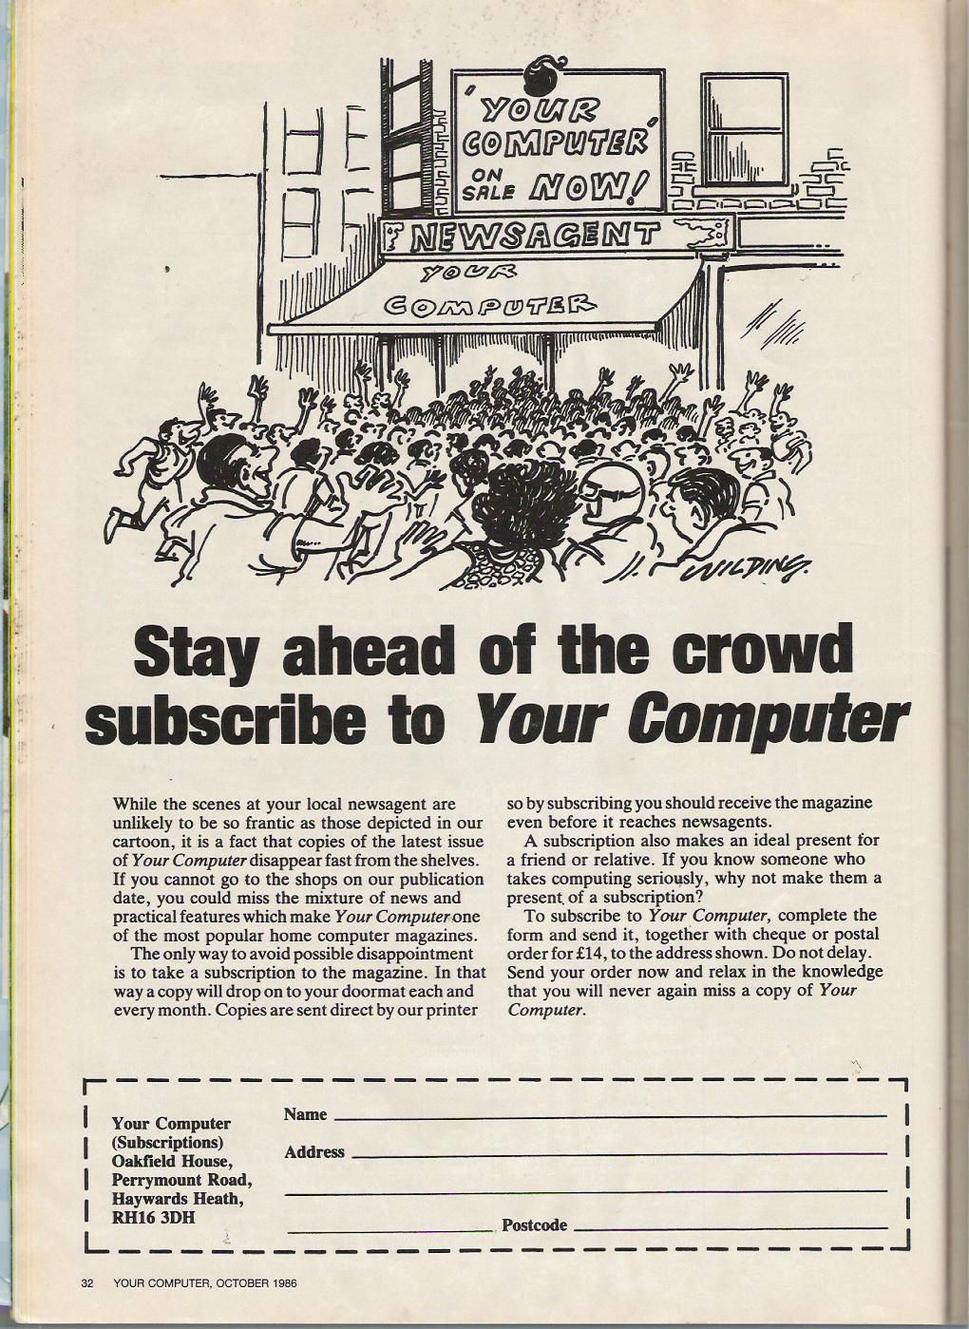 'YOUR
COMPUTER'
ON
SALE NOW!
NEWSAGENT
YOUR
COMPUTER
WILDING.
Stay ahead of the crowd
subscribe to Your Computer
While the scenes at your local newsagent are
unlikely to be so frantic as those depicted in our
cartoon, it is a fact that copies of the latest issue
of Your Computer disappear fast from the shelves.
If you cannot go to the shops on our publication
date, you could miss the mixture of news and
practical features which make Your Computer one
of the most popular home computer magazines.
The only way to avoid possible disappointment
is to take a subscription to the magazine. In that
way a copy will drop on to your doormat each and
every month. Copies are sent direct by our printer
so by subscribing you should receive the magazine
even before it reaches newsagents.
A subscription also makes an ideal present for
a friend or relative. If you know someone who
takes computing seriously, why not make them a
present of a subscription?
To subscribe to Your Computer, complete the
form and send it, together with cheque or postal
order for £14, to the address shown. Do not delay.
Send your order now and relax in the knowledge
that you will never again miss a copy of Your
Computer.
Your Computer
(Subscriptions)
Oakfield House,
Perrymount Road,
Haywards Heath,
RH16 3DH
Name
Address
Postcode
32 YOUR COMPUTER, OCTOBER 1986